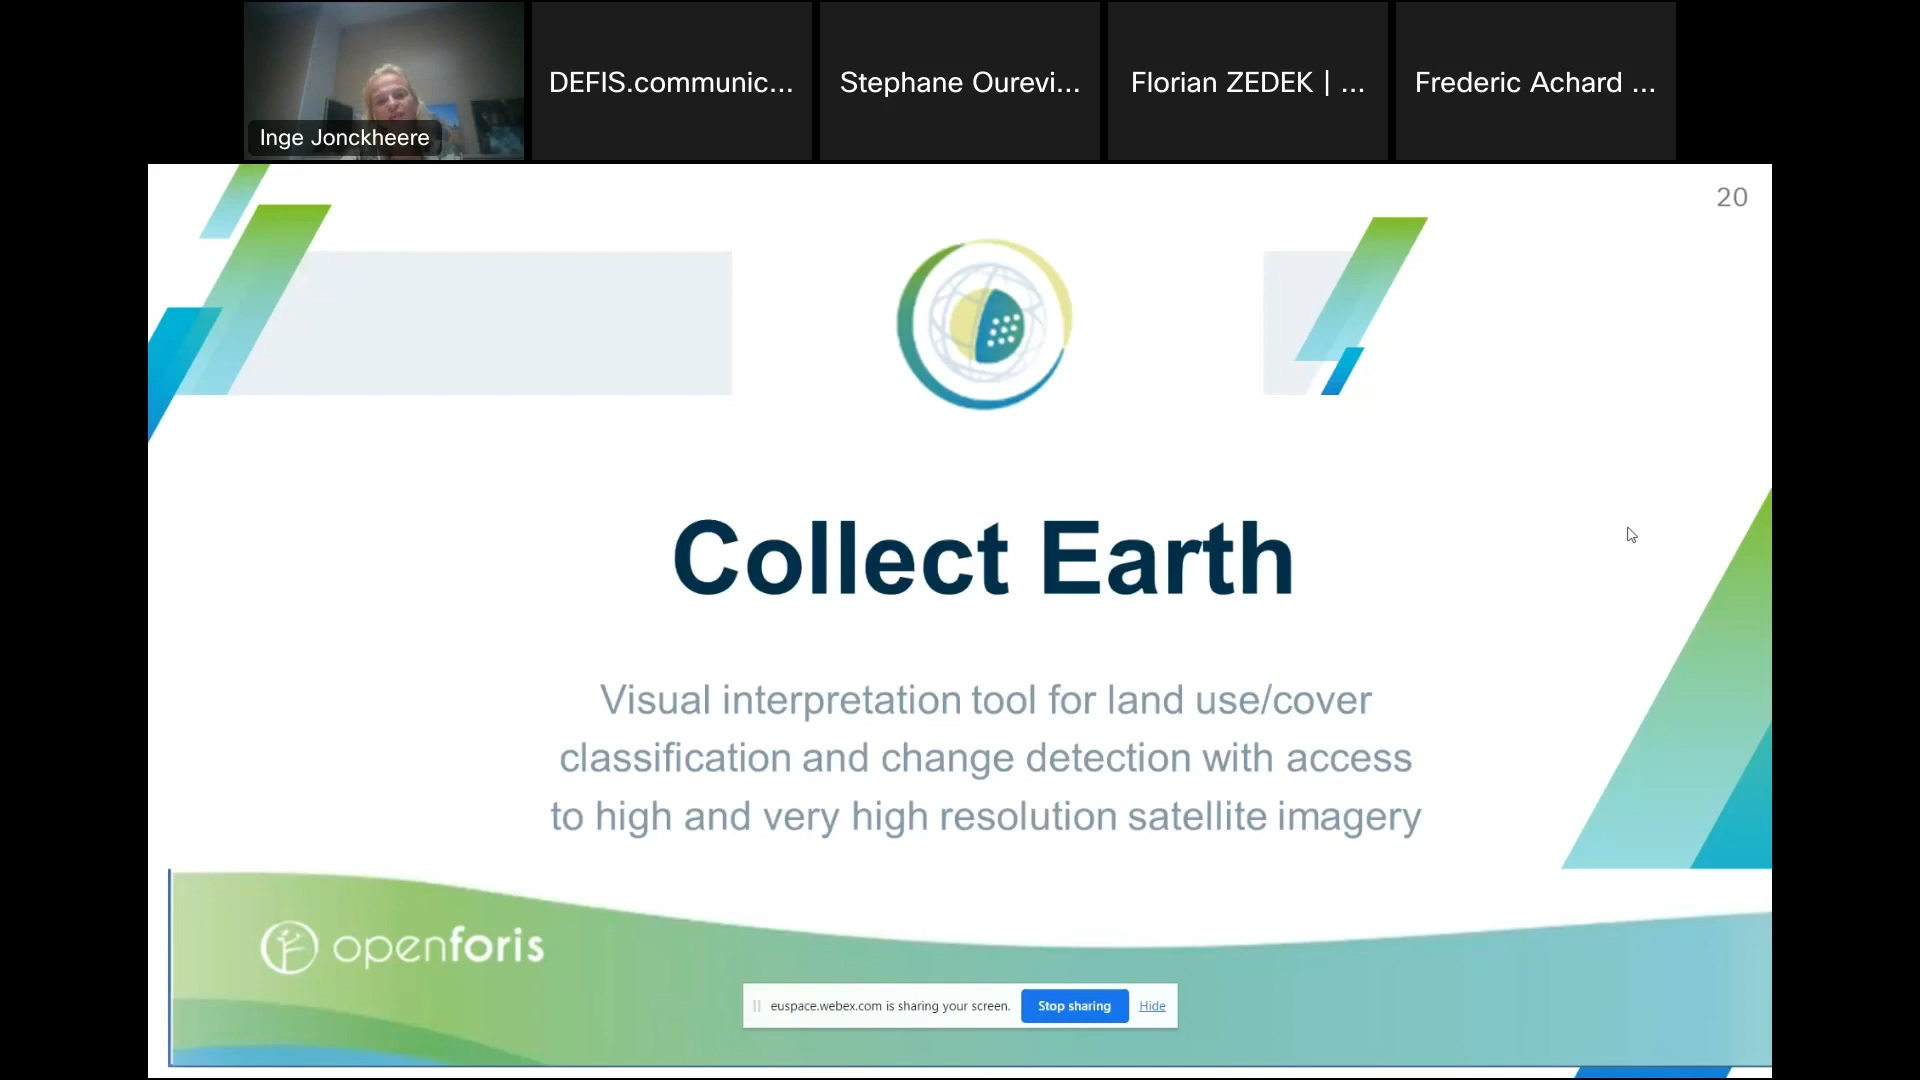 Inge Jonckheere
DEFIS.communic...
Stephane Ourevi...
Florian ZEDEK | ...
Frederic Achard ...
20
Collect Earth
Visual interpretation tool for land use/cover
classification and change detection with access
to high and very high resolution satellite imagery
openforis
euspace.webex.com is sharing your screen.
Stop sharing
Hide